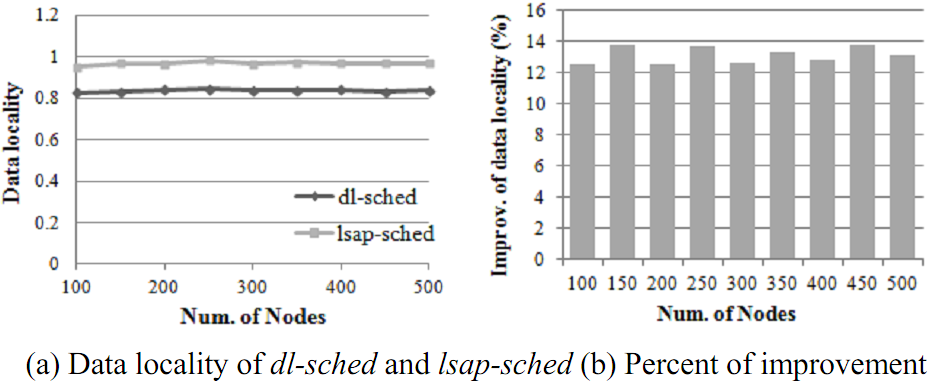 1.2
1
0.8
0.6
0.4
0.2
0
Data locality
dl-sched
lsap-sched
100 200 300 400 500
Num. of Nodes
16
14
12
10
8
6
4
2
0
Improv. of data locality (%)
100 150 200 250 300 350 400 450 500
Num. of Nodes
(a) Data locality of dl-sched and lsap-sched (b) Percent of improvement